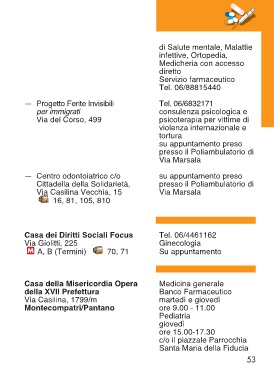 di Salute mentale, Malattie
infettive, Ortopedia,
Medicheria con accesso
diretto
Servizio farmaceutico
Tel. 06/88815440
— Progetto Ferite Invisibili
per immigrati
Via del Corso, 499
Tel. 06/6832171
consulenza psicologica e
psicoterapia per vittime di
violenza internazionale e
tortura
su appuntamento preso
presso il Poliambulatorio di
Via Marsala
— Centro odontoiatrico c/o
Cittadella della Solidarietà,
Via Casilina Vecchia, 15
16, 81, 105, 810
su appuntamento preso
presso il Poliambulatorio di
Via Marsala
Casa dei Diritti Sociali Focus
Via Giolitti, 225
M A, B (Termini) 70, 71
Tel. 06/4461162
Ginecologia
Su appuntamento
Casa della Misericordia Opera
della XVII Prefettura
Via Casilina, 1799/m
Montecompatri/Pantano
Medicina generale
Banco Farmaceutico
martedì e giovedì
ore 9.00 - 11.00
Pediatria
giovedì
ore 15.00-17.30
c/o il piazzale Parrocchia
Santa Maria della Fiducia
53